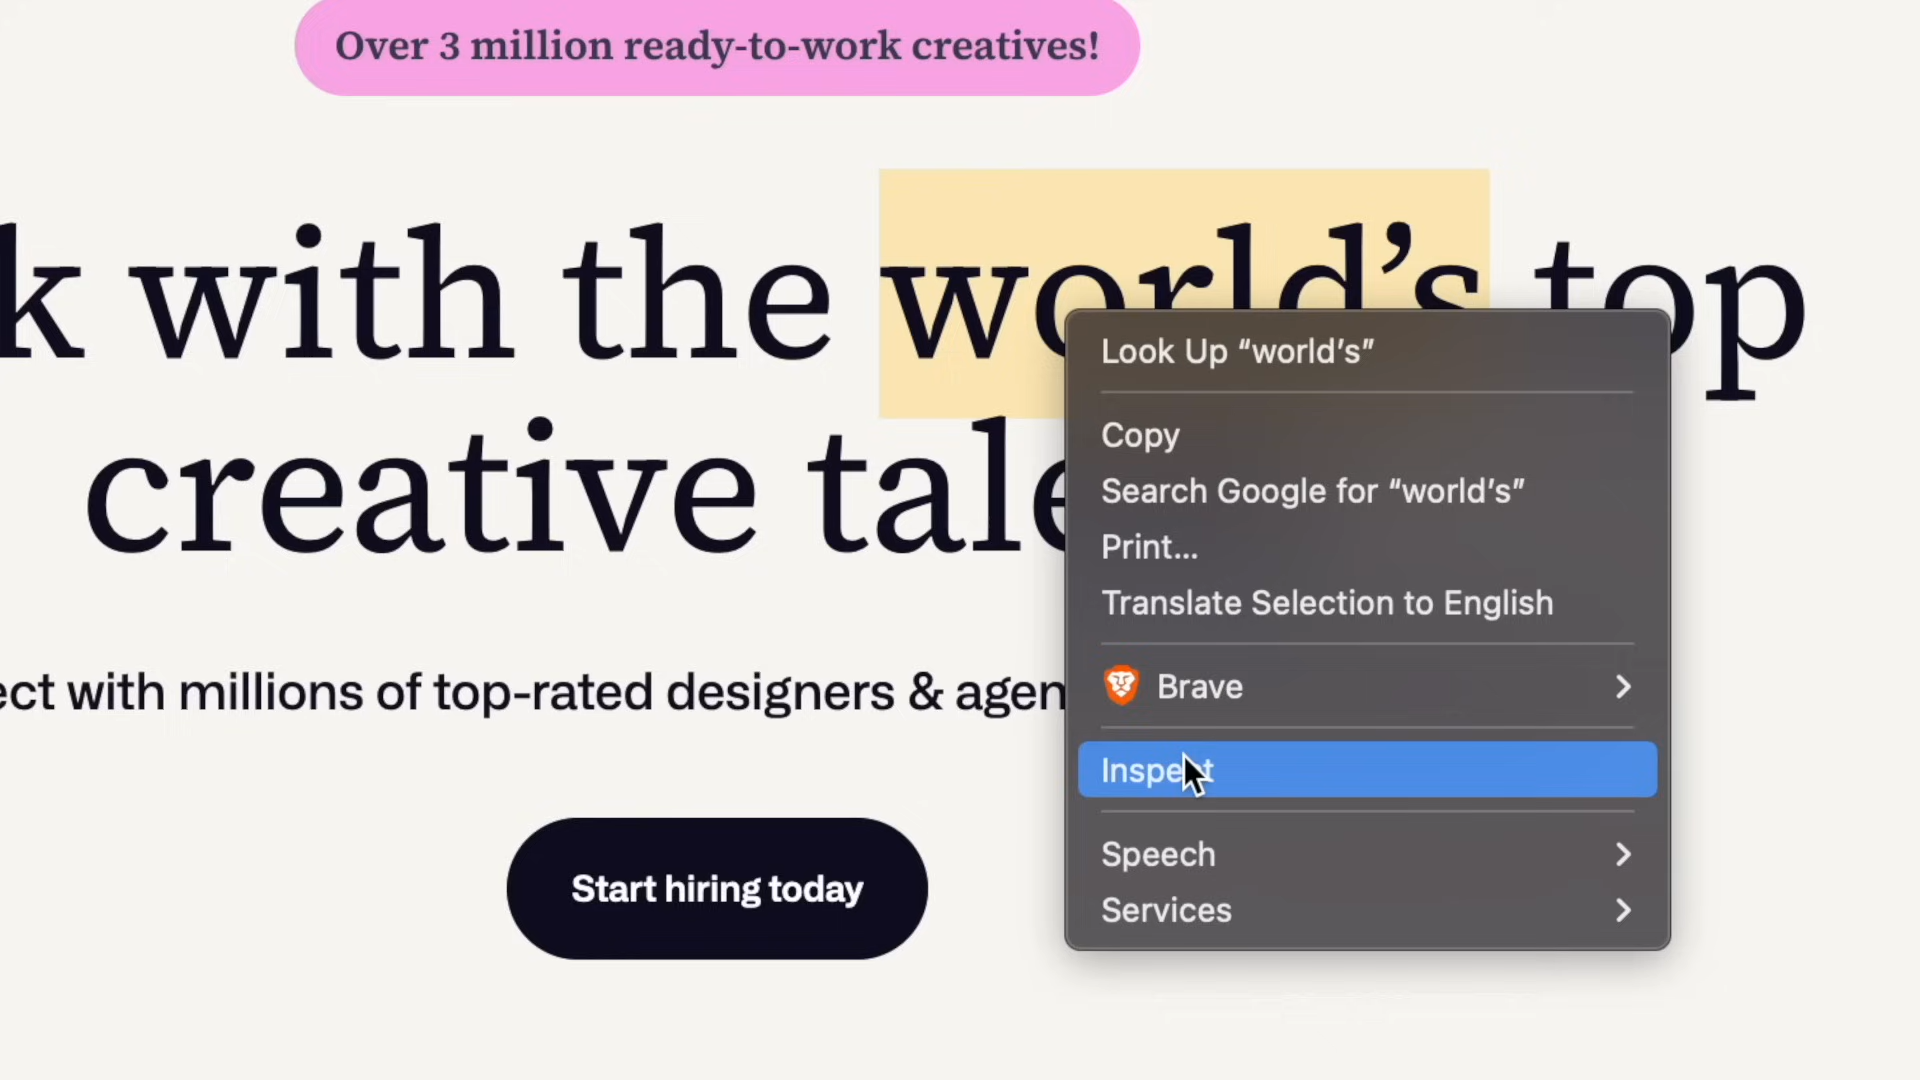 Over 3 million ready-to-work creatives!
k with the world’s top
creative tale
ect with millions of top-rated designers & agen
Start hiring today
Look Up “world’s”
Copy
Search Google for “world’s”
Print...
Translate Selection to English
Brave
Inspect
Speech
Services